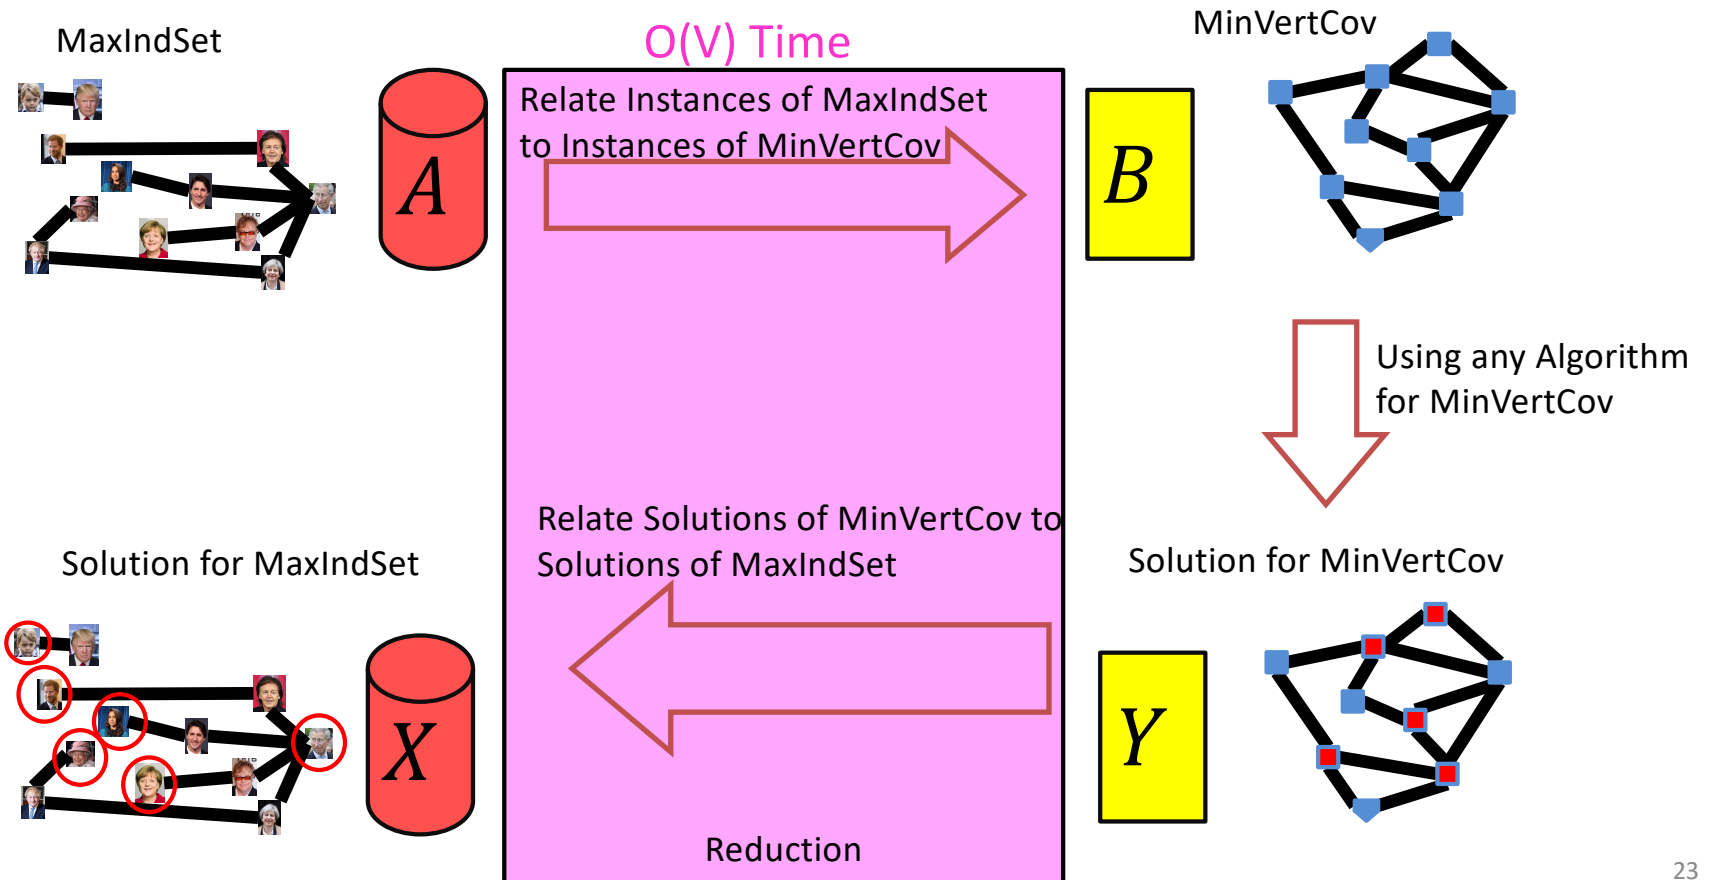 MaxIndSet
O(V) Time
MinVertCov
Relate Instances of MaxIndSet
to Instances of MinVertCov
A
B
Using any Algorithm
for MinVertCov
Relate Solutions of MinVertCov to
Solutions of MaxIndSet
Solution for MaxIndSet
Solution for MinVertCov
X
Y
Reduction
23